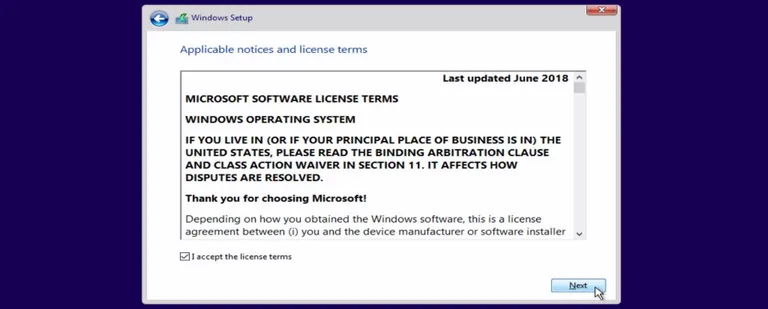 Windows Setup
Applicable notices and license terms
Last updated June 2018
MICROSOFT SOFTWARE LICENSE TERMS
WINDOWS OPERATING SYSTEM
IF YOU LIVE IN (OR IF YOUR PRINCIPAL PLACE OF BUSINESS IS IN) THE
UNITED STATES, PLEASE READ THE BINDING ARBITRATION CLAUSE
AND CLASS ACTION WAIVER IN SECTION 11. IT AFFECTS HOW
DISPUTES ARE RESOLVED.
Thank you for choosing Microsoft!
Depending on how you obtained the Windows software, this is a license
agreement between (i) you and the device manufacturer or software installer
I accept the license terms
Next